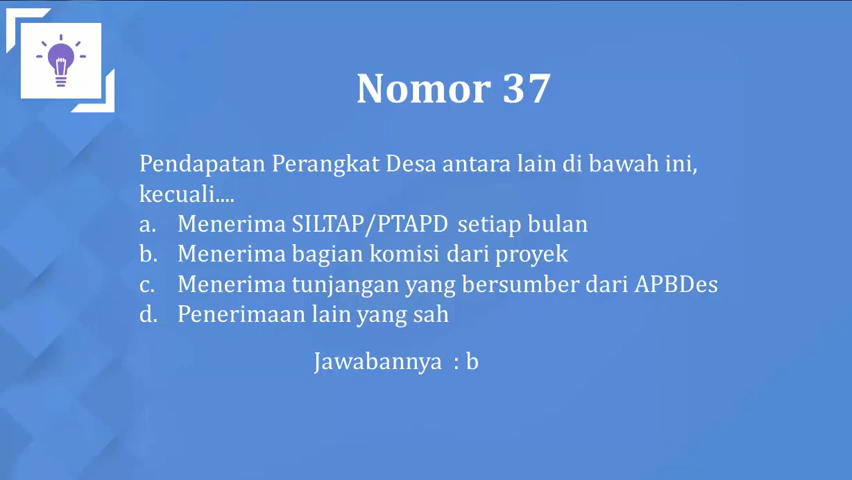 Nomor 37
Pendapatan Perangkat Desa antara lain di bawah ini,
kecuali....
a. Menerima SILTAP/PTAPD setiap bulan
b. Menerima bagian komisi dari proyek
c. Menerima tunjangan yang bersumber dari APBDes
d. Penerimaan lain yang sah
Jawabannya : b